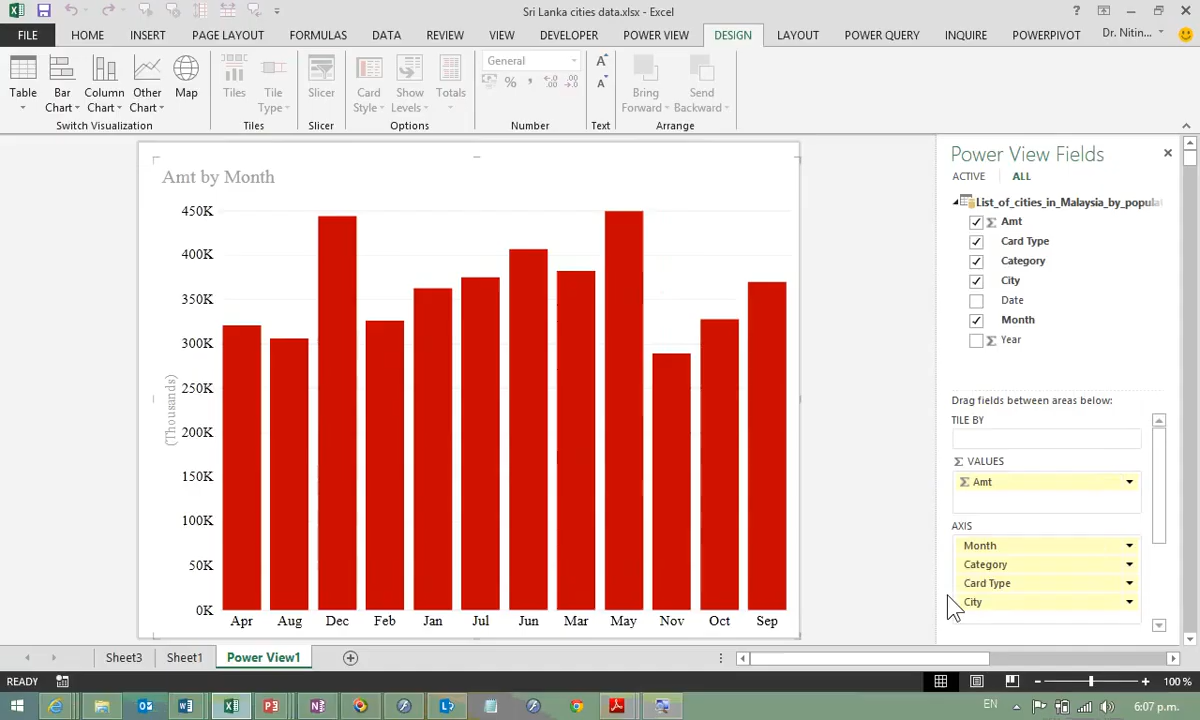 Sri Lanka cities data.xlsx - Excel
FILE HOME INSERT PAGE LAYOUT FORMULAS DATA REVIEW VIEW DEVELOPER POWER VIEW DESIGN LAYOUT POWER QUERY INQUIRE POWERPIVOT Dr. Nitin...
General
Table Bar Chart Column Chart Other Chart Map
Switch Visualization
Tiles Tile Type
Tiles
Slicer
Slicer
Card Style Show Levels Totals
Options
Number
Text
Bring Forward Send Backward
Arrange
Amt by Month
450K
400K
350K
300K
250K
200K
150K
100K
50K
0K
(Thousands)
Apr Aug Dec Feb Jan Jul Jun Mar May Nov Oct Sep
Power View Fields
ACTIVE ALL
List_of_cities_in_Malaysia_by_popula
Amt
Card Type
Category
City
Date
Month
Year
Drag fields between areas below:
TILE BY
Σ VALUES
Σ Amt
AXIS
Month
Category
Card Type
City
Sheet3 Sheet1 Power View1
READY
100 %
EN
6:07 p.m.